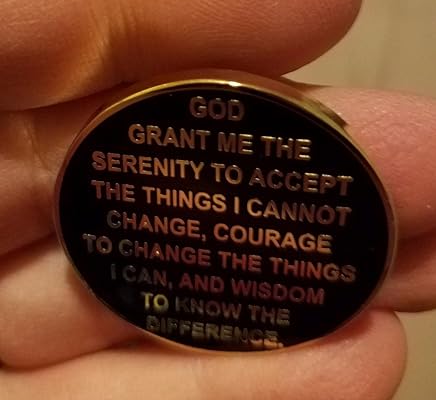 GOD
GRANT ME THE
SERENITY TO ACCEPT
THE THINGS I CANNOT
CHANGE, COURAGE
TO CHANGE THE THINGS
I CAN, AND WISDOM
TO KNOW THE
DIFFERENCE.